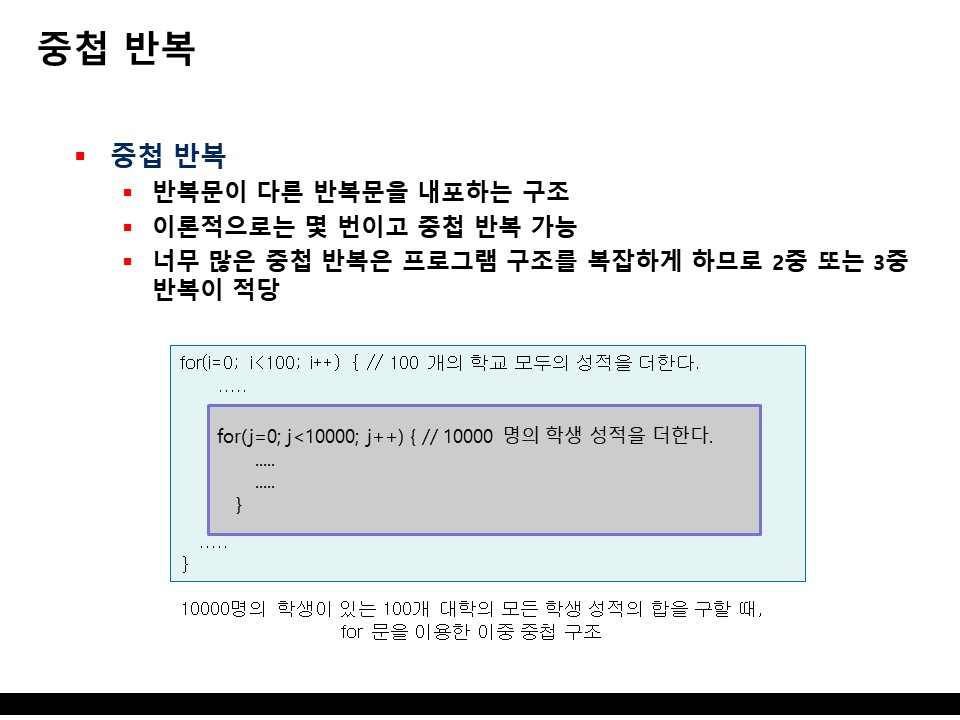 중첩 반복
중첩 반복
반복문이 다른 반복문을 내포하는 구조
이론적으로는 몇 번이고 중첩 반복 가능
너무 많은 중첩 반복은 프로그램 구조를 복잡하게 하므로 2중 또는 3중
반복이 적당
for(i=0; i<100; i++) { // 100 개의 학교 모두의 성적을 더한다.
.....
for(j=0; j<10000; j++) { // 10000 명의 학생 성적을 더한다.
.....
.....
}
.....
}
10000명의 학생이 있는 100개 대학의 모든 학생 성적의 합을 구할 때,
for 문을 이용한 이중 중첩 구조